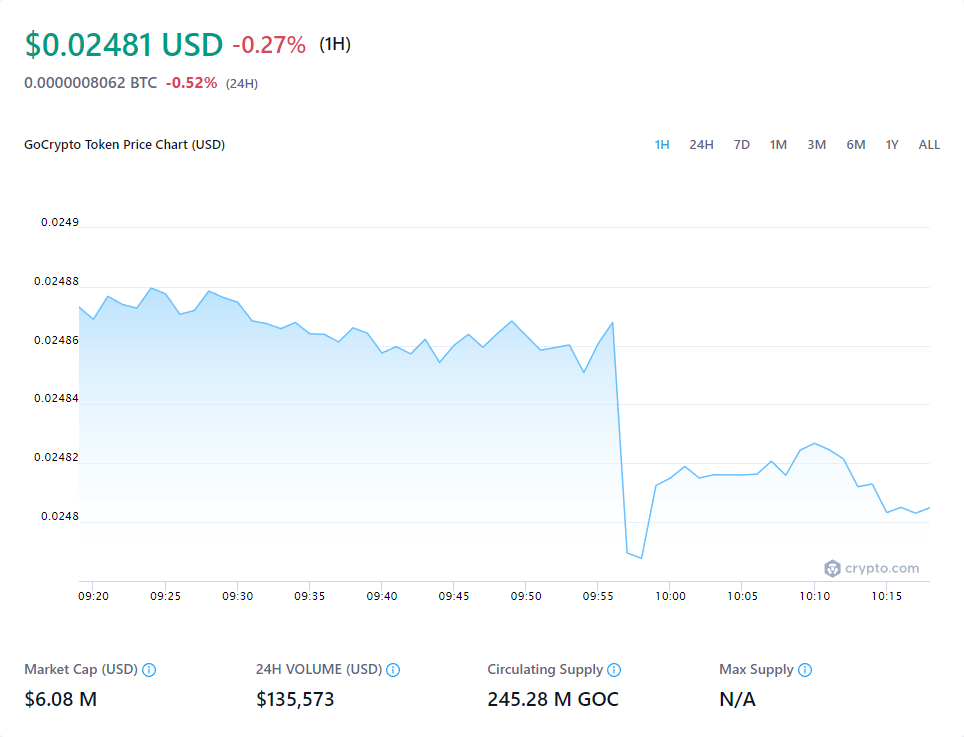 $0.02481 USD -0.27% (1H)
0.0000008062 BTC -0.52% (24H)
GoCrypto Token Price Chart (USD) 1H 24H 7D 1M 3M 6M 1Y ALL
0.0249
0.02488
0.02486
0.02484
0.02482
0.0248
crypto.com
09:20 09:25 09:30 09:35 09:40 09:45 09:50 09:55 10:00 10:05 10:10 10:15
Market Cap (USD) 24H VOLUME (USD) Circulating Supply Max Supply
$6.08 M $135,573 245.28 M GOC N/A